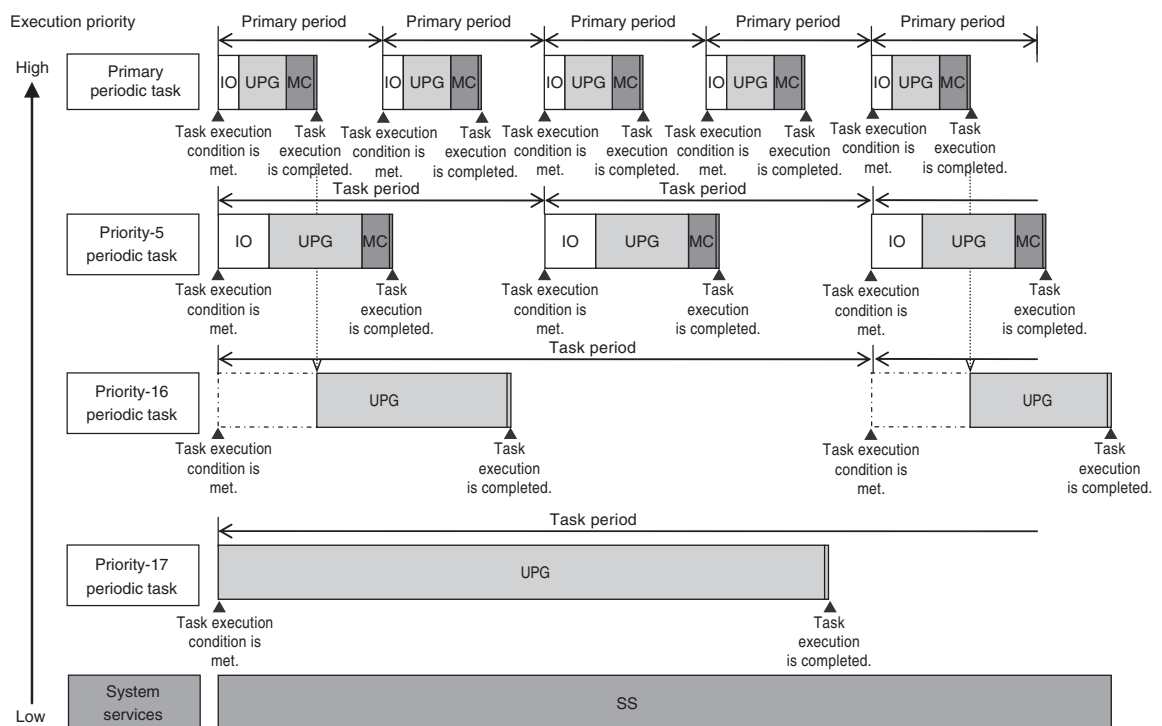 Execution priority
Primary period
Primary period
Primary period
Primary period
Primary period
High
Primary
periodic task
IO
UPG
MC
IO
UPG
MC
IO
UPG
MC
IO
UPG
MC
IO
UPG
MC
Task execution
condition is
met.
Task
execution
is completed.
Task execution
condition is
met.
Task
execution
is completed.
Task execution
condition is
met.
Task
execution
is completed.
Task execution
condition is
met.
Task
execution
is completed.
Task execution
condition is
met.
Task
execution
is completed.
Task period
Task period
Priority-5
periodic task
IO
UPG
MC
IO
UPG
MC
IO
UPG
MC
Task execution
condition is
met.
Task
execution
is completed.
Task execution
condition is
met.
Task
execution
is completed.
Task execution
condition is
met.
Task
execution
is completed.
Task period
Priority-16
periodic task
UPG
UPG
Task execution
condition is
met.
Task
execution
is completed.
Task execution
condition is
met.
Task
execution
is completed.
Task period
Priority-17
periodic task
UPG
Task execution
condition is
met.
Task
execution
is completed.
System
services
SS
Low